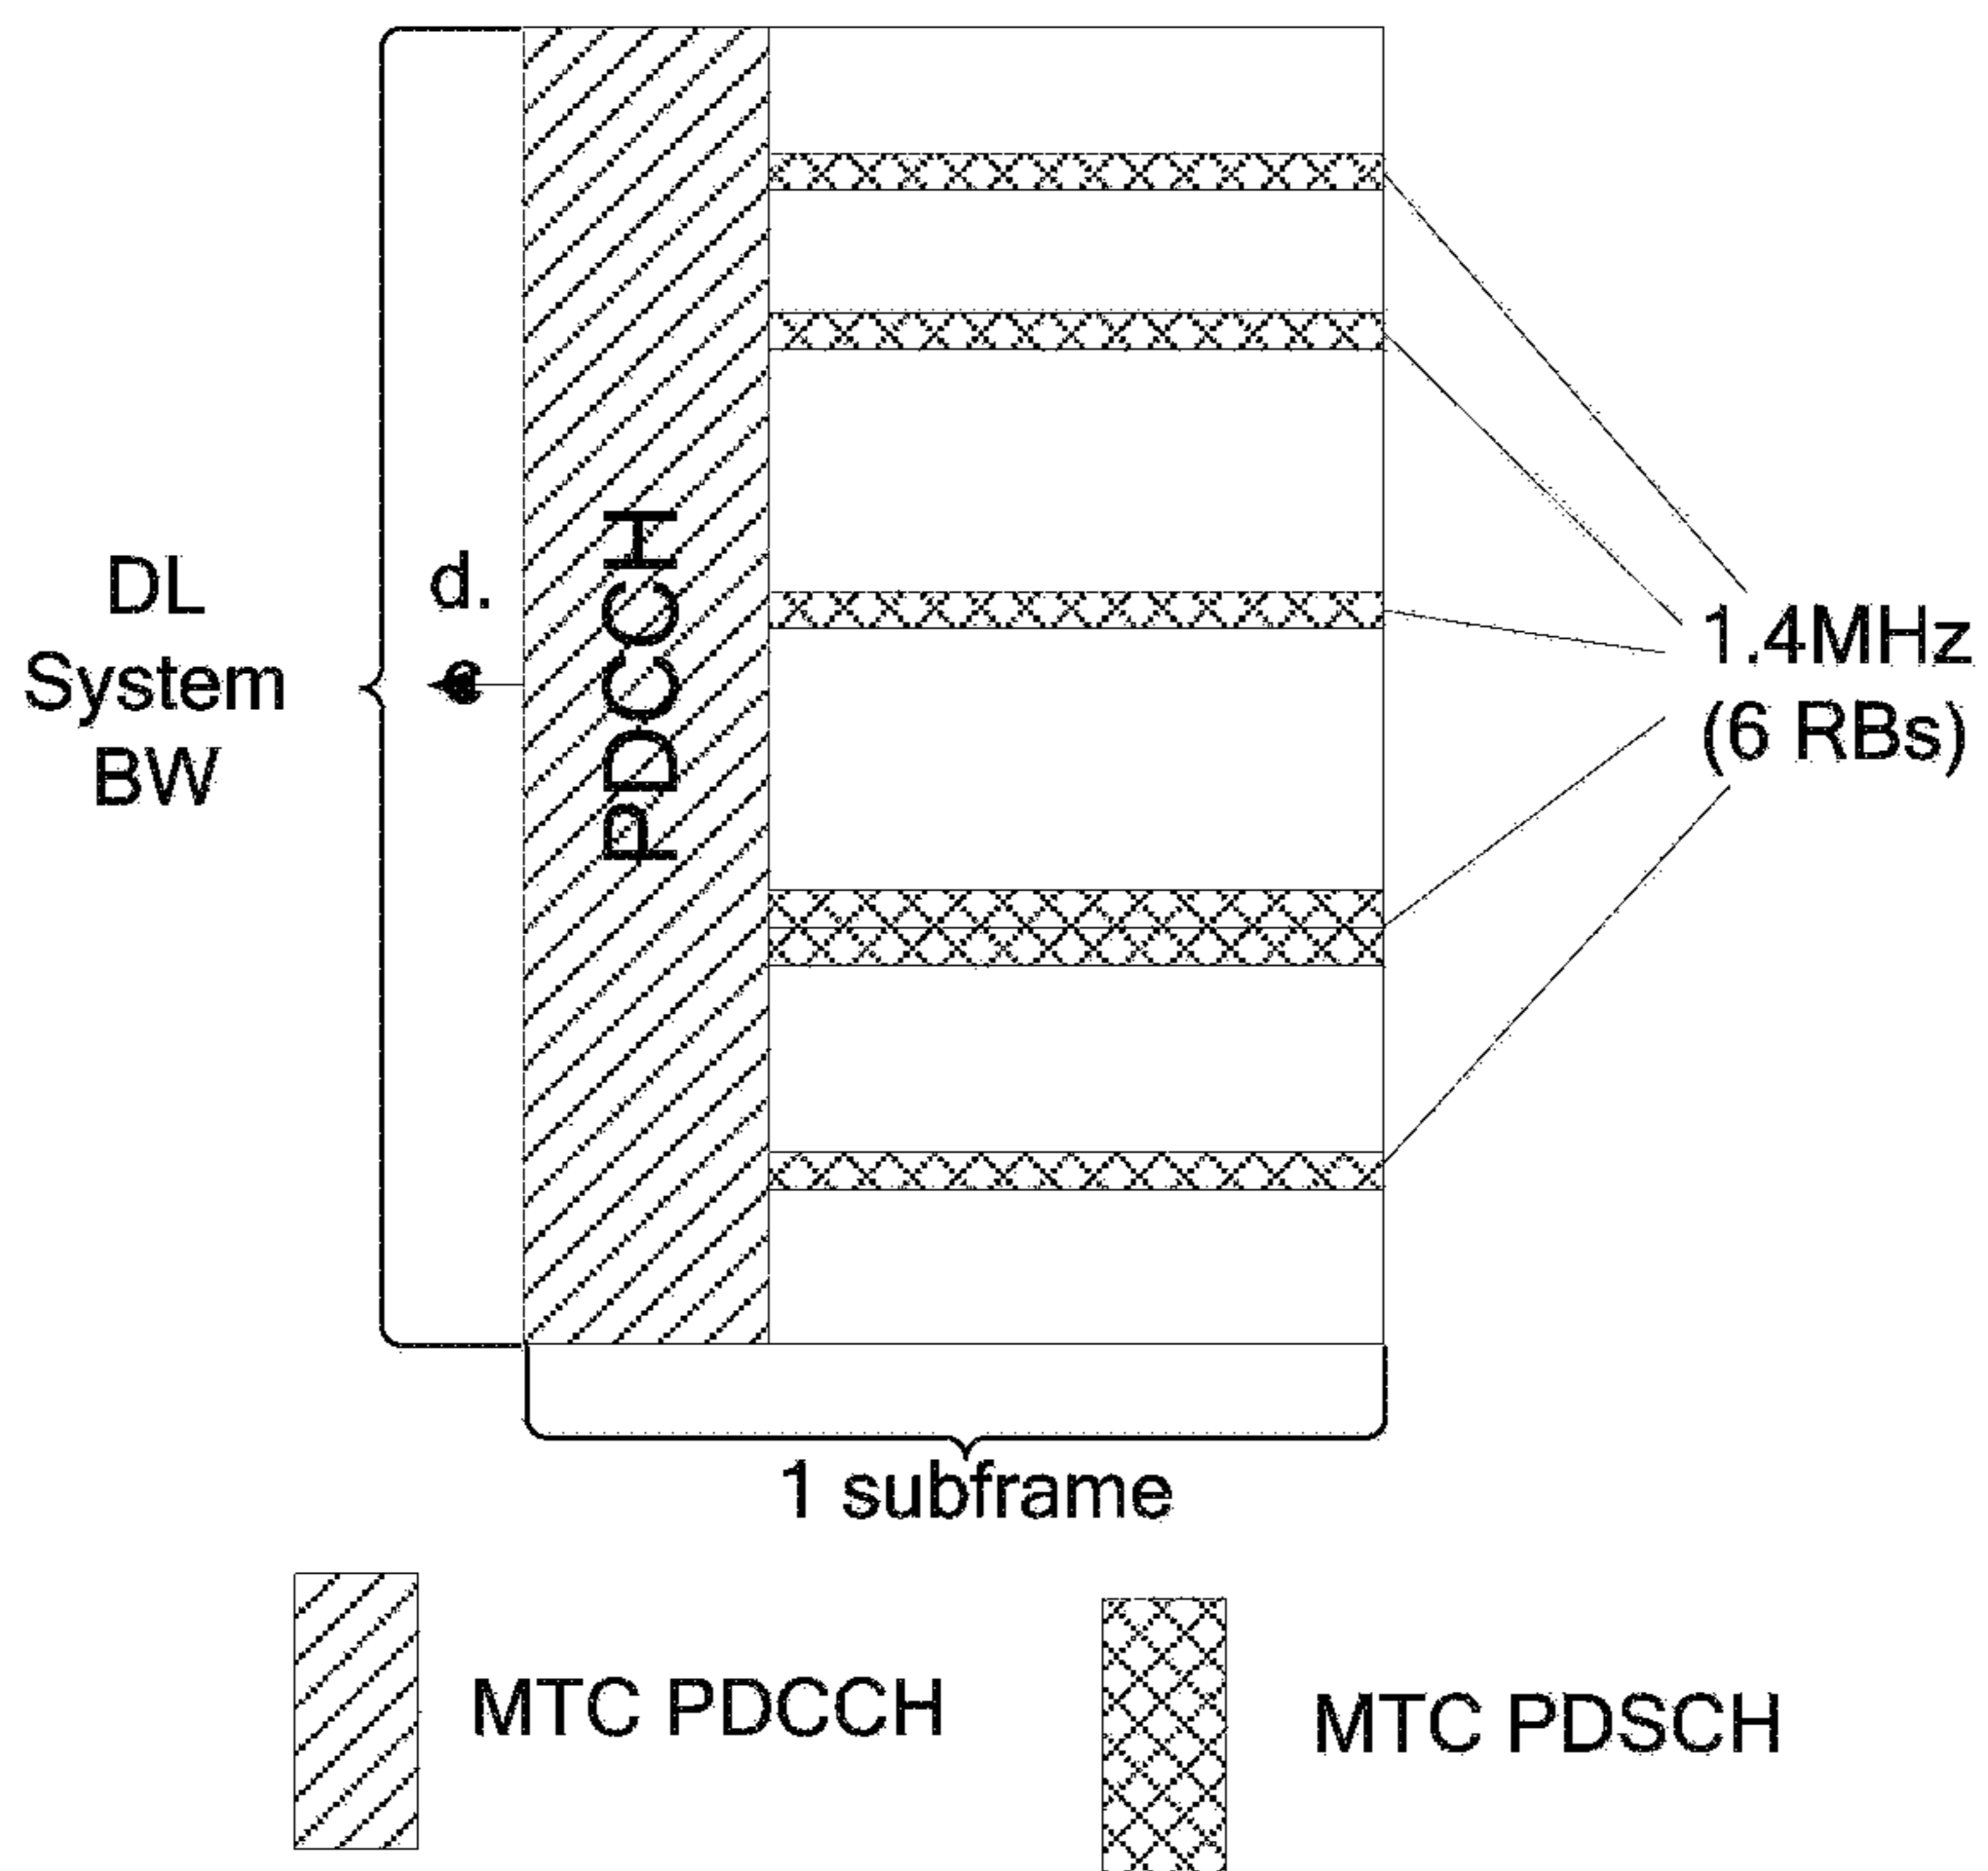 DL
System
BW
d.c.
PDCCH
1.4MHz
(6 RBs)
1 subframe
MTC PDCCH
MTC PDSCH